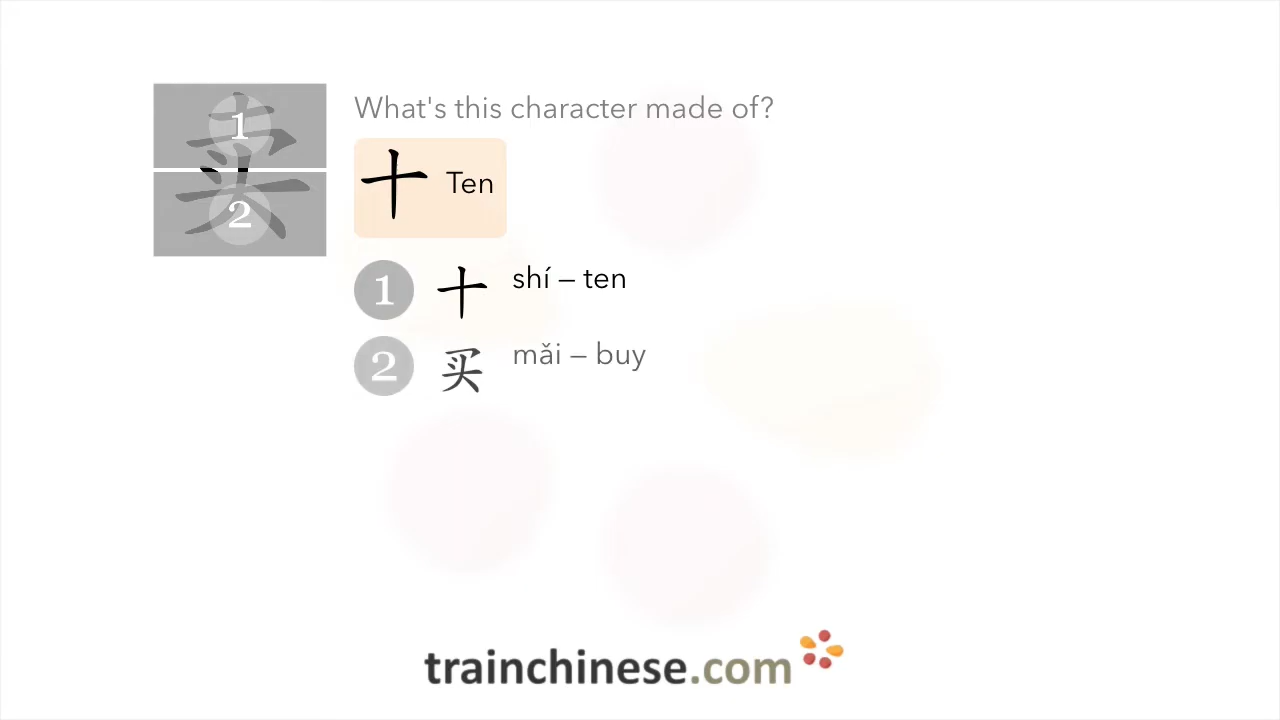 卖
1
2
What's this character made of?
十 Ten
1 十 shí – ten
2 买 mǎi – buy
trainchinese.com